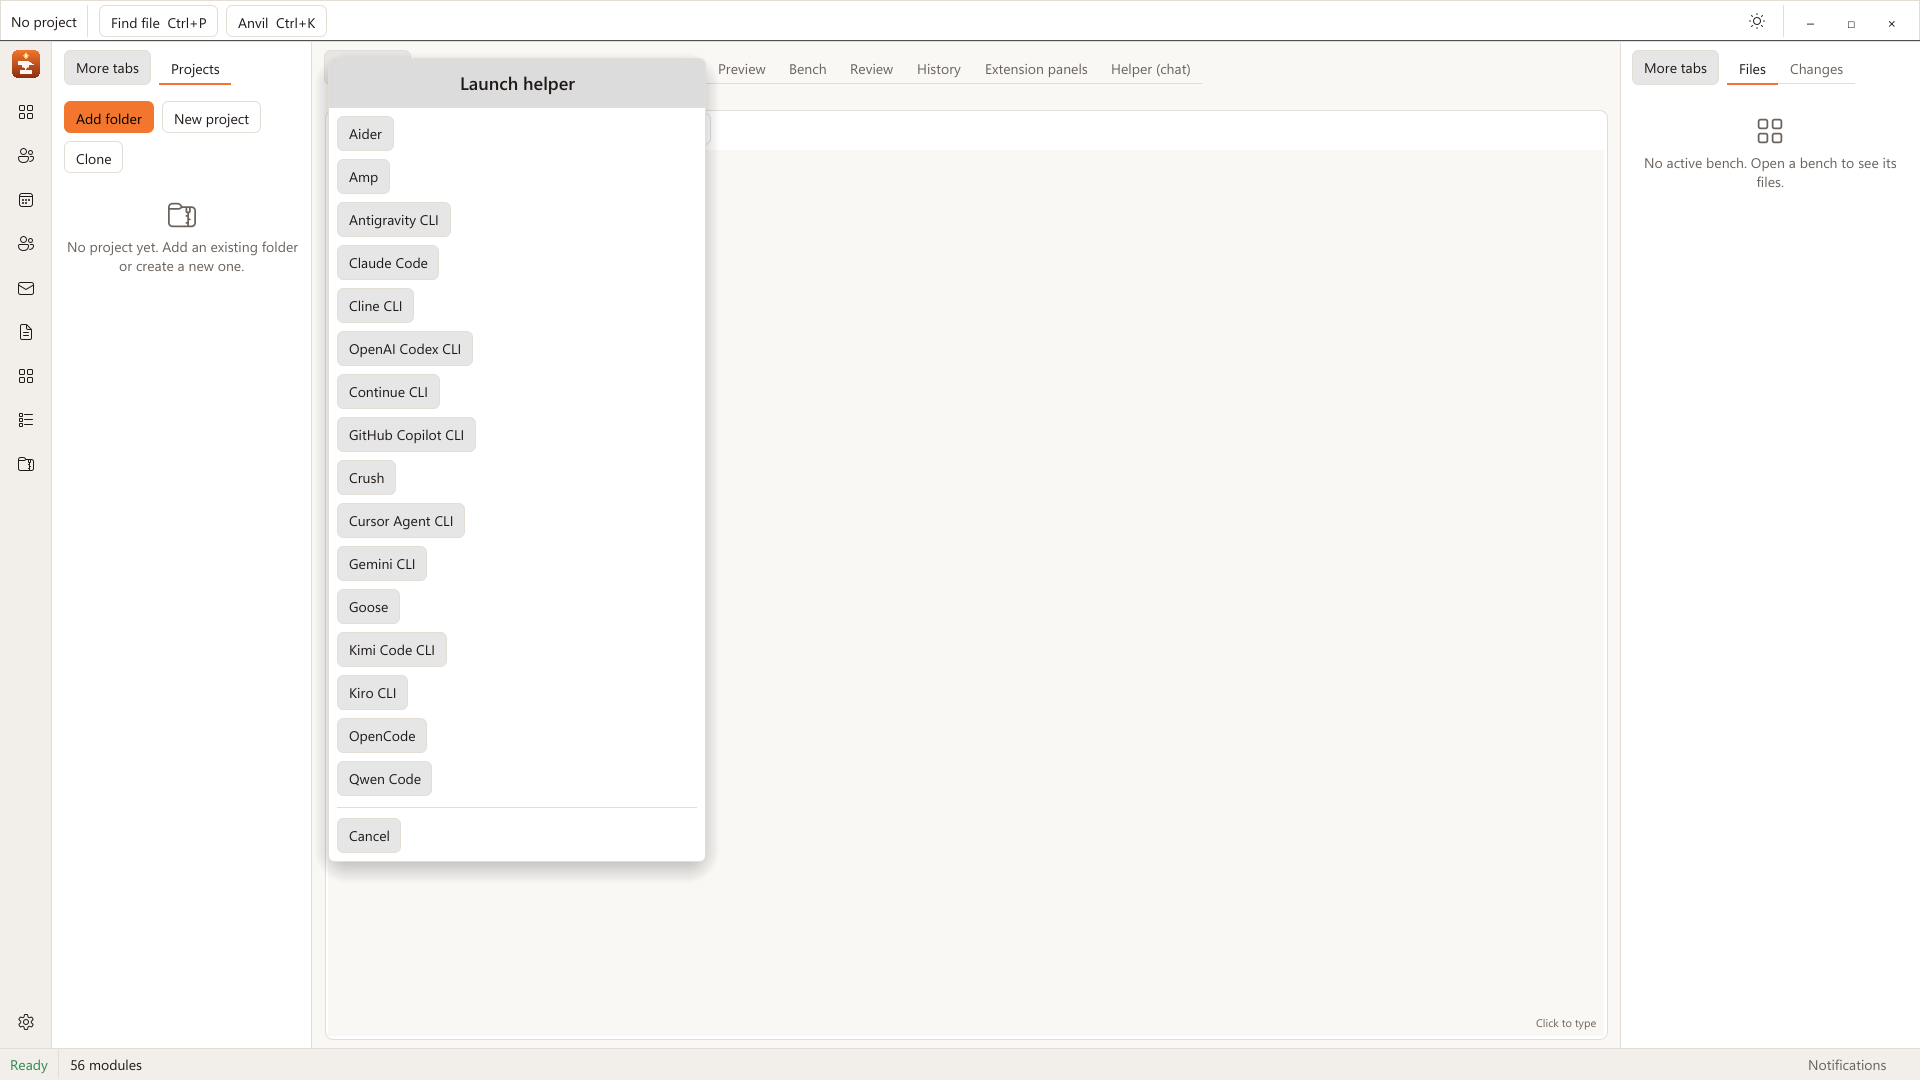 No project
Find file Ctrl+P
Anvil Ctrl+K
More tabs
Projects
Add folder
New project
Clone
No project yet. Add an existing folder
or create a new one.
Launch helper
Aider
Amp
Antigravity CLI
Claude Code
Cline CLI
OpenAI Codex CLI
Continue CLI
GitHub Copilot CLI
Crush
Cursor Agent CLI
Gemini CLI
Goose
Kimi Code CLI
Kiro CLI
OpenCode
Qwen Code
Cancel
Preview
Bench
Review
History
Extension panels
Helper (chat)
Click to type
More tabs
Files
Changes
No active bench. Open a bench to see its
files.
Ready
56 modules
Notifications